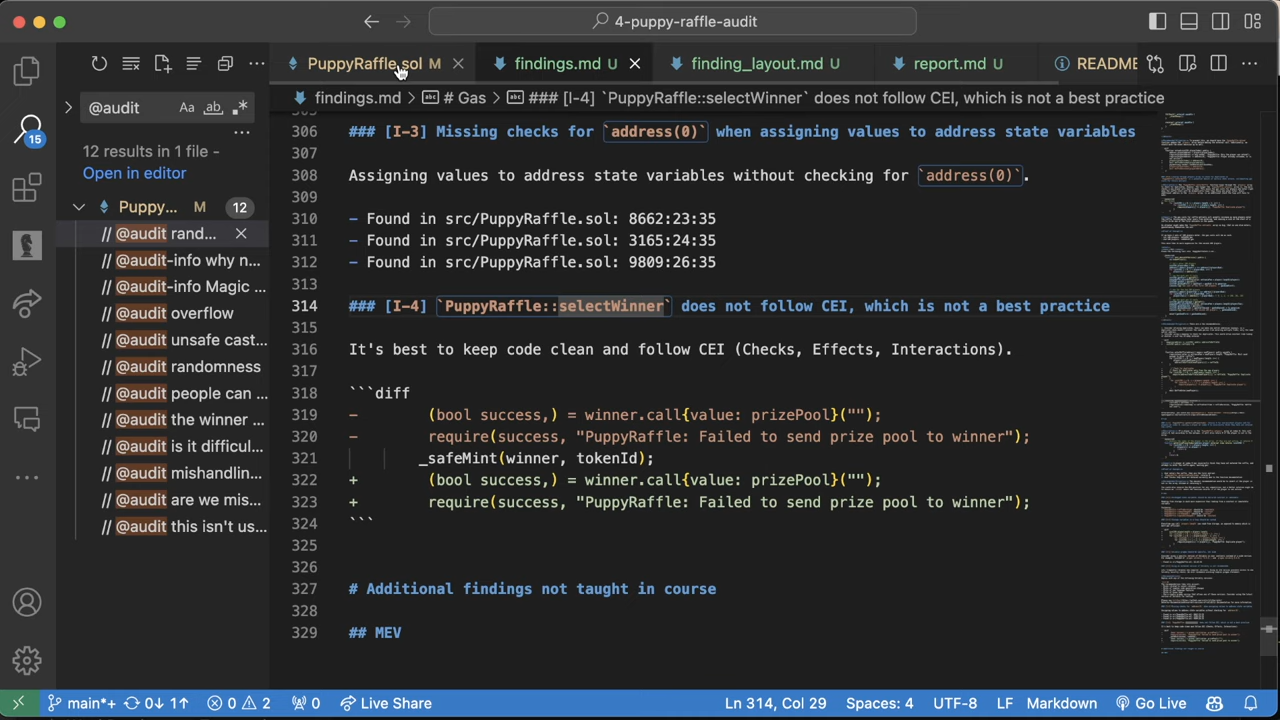 4-puppy-raffle-audit
PuppyRaffle.sol M
findings.md U
finding_layout.md U
report.md U
README
@audit
Aa ab
findings.md > # Gas > ### [I-4] `PuppyRaffle::selectWinner` does not follow CEI, which is not a best practice
12 results in 1 file -
Open in editor
Puppy... M 12
// @audit rand...
// @audit-info why n...
// @audit-info Magic ...
// @audit overflow
// @audit unsafe cast...
// @audit randomness
// @audit people can ...
// @audit the winner ...
// @audit is it difficul...
// @audit mishandlin...
// @audit are we mis...
// @audit this isn't us...
15
305
306 ### [I-3] Missing checks for `address(0)` when assigning values to address state variables
307
308 Assigning values to address state variables without checking for `address(0)`.
309
310 - Found in src/PuppyRaffle.sol: 8662:23:35
311 - Found in src/PuppyRaffle.sol: 3165:24:35
312 - Found in src/PuppyRaffle.sol: 9809:26:35
313
314 ### [I-4] `PuppyRaffle::selectWinner` does not follow CEI, which is not a best practice
315
316 It's best to keep code clean and follow CEI (Checks, Effects, Interactions).
317
318 ```diff
319 - (bool success,) = winner.call{value: prizePool}("");
320 - require(success, "PuppyRaffle: Failed to send prize pool to winner");
321 _safeMint(winner, tokenId);
322 + (bool success,) = winner.call{value: prizePool}("");
323 + require(success, "PuppyRaffle: Failed to send prize pool to winner");
324 ```
325
326
327 # Additional findings not taught in course
328
329 ## MEV
main*+ 0↓ 1↑ 0 2 0 Live Share Ln 314, Col 29 Spaces: 4 UTF-8 LF Markdown Go Live